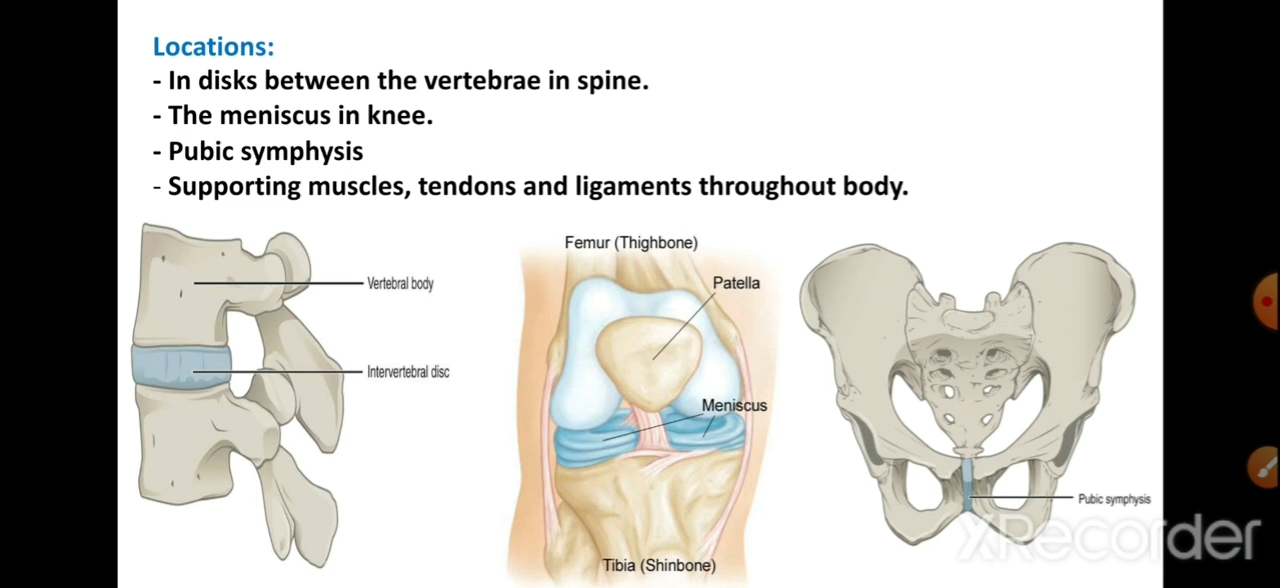 Locations:
- In disks between the vertebrae in spine.
- The meniscus in knee.
- Pubic symphysis
- Supporting muscles, tendons and ligaments throughout body.
Vertebral body
Intervertebral disc
Femur (Thighbone)
Patella
Meniscus
Tibia (Shinbone)
Pubic symphysis
XRecorder